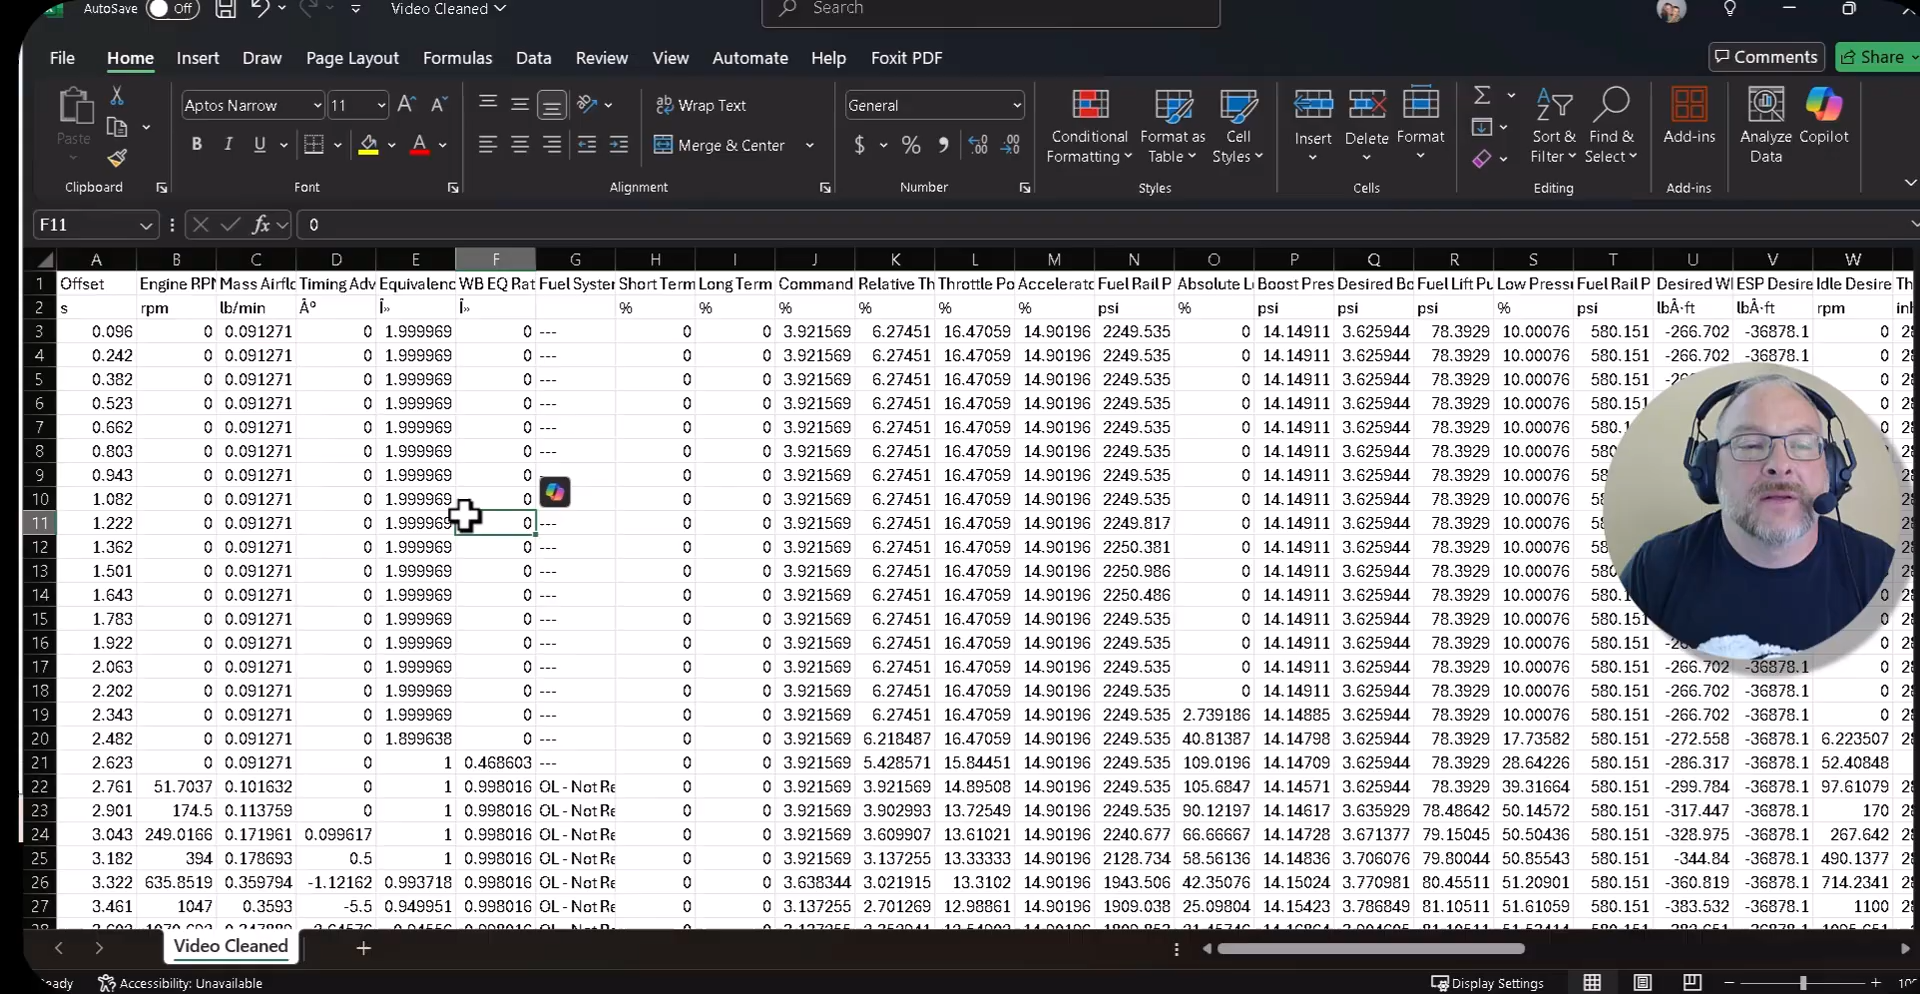 AutoSave Off Video Cleaned Search
File Home Insert Draw Page Layout Formulas Data Review View Automate Help Foxit PDF Comments Share
Paste Aptos Narrow 11 Wrap Text General Conditional Formatting Format as Table Cell Styles Insert Delete Format Sort & Filter Find & Select Add-ins Analyze Data Copilot
B I U A Merge & Center $ %
Clipboard Font Alignment Number Styles Cells Editing Add-ins
F11 fx 0
A B C D E F G H I J K L M N O P Q R S T U V W
1 Offset Engine RPM Mass Airflo Timing Adv Equivalenc WB EQ Rat Fuel System Short Term Long Term Command Relative Th Throttle Po Accelerato Fuel Rail P Absolute L Boost Press Desired Bo Fuel Lift Pu Low Pressu Fuel Rail P Desired Wl ESP Desire Idle Desire Th
2 s rpm lb/min Âº Î» Î» % % % % % % psi % psi psi psi % psi lbÂ·ft lbÂ·ft rpm
3 0.096 0 0.091271 0 1.999969 0 --- 0 0 3.921569 6.27451 16.47059 14.90196 2249.535 0 14.14911 3.625944 78.3929 10.00076 580.151 -266.702 -36878.1 0
4 0.242 0 0.091271 0 1.999969 0 --- 0 0 3.921569 6.27451 16.47059 14.90196 2249.535 0 14.14911 3.625944 78.3929 10.00076 580.151 -266.702 -36878.1 0
5 0.382 0 0.091271 0 1.999969 0 --- 0 0 3.921569 6.27451 16.47059 14.90196 2249.535 0 14.14911 3.625944 78.3929 10.00076 580.151 0
6 0.523 0 0.091271 0 1.999969 0 --- 0 0 3.921569 6.27451 16.47059 14.90196 2249.535 0 14.14911 3.625944 78.3929 10.00076 580.151 0
7 0.662 0 0.091271 0 1.999969 0 --- 0 0 3.921569 6.27451 16.47059 14.90196 2249.535 0 14.14911 3.625944 78.3929 10.00076
8 0.803 0 0.091271 0 1.999969 0 --- 0 0 3.921569 6.27451 16.47059 14.90196 2249.535 0 14.14911 3.625944 78.3929 10.00076
9 0.943 0 0.091271 0 1.999969 0 --- 0 0 3.921569 6.27451 16.47059 14.90196 2249.535 0 14.14911 3.625944 78.3929 10.00076
10 1.082 0 0.091271 0 1.999969 0 0 0 3.921569 6.27451 16.47059 14.90196 2249.535 0 14.14911 3.625944 78.3929 10.00076
11 1.222 0 0.091271 0 1.999969 0 --- 0 0 3.921569 6.27451 16.47059 14.90196 2249.817 0 14.14911 3.625944 78.3929 10.00076
12 1.362 0 0.091271 0 1.999969 0 --- 0 0 3.921569 6.27451 16.47059 14.90196 2250.381 0 14.14911 3.625944 78.3929 10.00076
13 1.501 0 0.091271 0 1.999969 0 --- 0 0 3.921569 6.27451 16.47059 14.90196 2250.986 0 14.14911 3.625944 78.3929 10.00076
14 1.643 0 0.091271 0 1.999969 0 --- 0 0 3.921569 6.27451 16.47059 14.90196 2250.486 0 14.14911 3.625944 78.3929 10.00076 0
15 1.783 0 0.091271 0 1.999969 0 --- 0 0 3.921569 6.27451 16.47059 14.90196 2249.535 0 14.14911 3.625944 78.3929 10.00076 580.151 0
16 1.922 0 0.091271 0 1.999969 0 --- 0 0 3.921569 6.27451 16.47059 14.90196 2249.535 0 14.14911 3.625944 78.3929 10.00076 580.151 0
17 2.063 0 0.091271 0 1.999969 0 --- 0 0 3.921569 6.27451 16.47059 14.90196 2249.535 0 14.14911 3.625944 78.3929 10.00076 580.151 -266.702 -36878.1 0
18 2.202 0 0.091271 0 1.999969 0 --- 0 0 3.921569 6.27451 16.47059 14.90196 2249.535 0 14.14911 3.625944 78.3929 10.00076 580.151 -266.702 -36878.1 0
19 2.343 0 0.091271 0 1.999969 0 --- 0 0 3.921569 6.27451 16.47059 14.90196 2249.535 2.739186 14.14885 3.625944 78.3929 10.00076 580.151 -266.702 -36878.1 0
20 2.482 0 0.091271 0 1.899638 0 --- 0 0 3.921569 6.218487 16.47059 14.90196 2249.535 40.81387 14.14798 3.625944 78.3929 17.73582 580.151 -272.558 -36878.1 6.223507
21 2.623 0 0.091271 0 1 0.468603 --- 0 0 3.921569 5.428571 15.84451 14.90196 2249.535 109.0196 14.14709 3.625944 78.3929 28.64226 580.151 -286.317 -36878.1 52.40848
22 2.761 51.7037 0.101632 0 1 0.998016 OL - Not Re 0 0 3.921569 3.921569 14.89508 14.90196 2249.535 105.6847 14.14571 3.625944 78.3929 39.31664 580.151 -299.784 -36878.1 97.61079
23 2.901 174.5 0.113759 0 1 0.998016 OL - Not Re 0 0 3.921569 3.902993 13.72549 14.90196 2249.535 90.12197 14.14617 3.635929 78.48642 50.14572 580.151 -317.447 -36878.1 170
24 3.043 249.0166 0.171961 0.099617 1 0.998016 OL - Not Re 0 0 3.921569 3.609907 13.61021 14.90196 2240.677 66.66667 14.14728 3.671377 79.15045 50.50436 580.151 -328.975 -36878.1 267.642
25 3.182 394 0.178693 0.5 1 0.998016 OL - Not Re 0 0 3.921569 3.137255 13.33333 14.90196 2128.734 58.56136 14.14836 3.706076 79.80044 50.85543 580.151 -344.84 -36878.1 490.1377
26 3.322 635.8519 0.359794 -1.12162 0.993718 0.998016 OL - Not Re 0 0 3.638344 3.021915 13.3102 14.90196 1943.506 42.35076 14.15024 3.770981 80.45511 51.20901 580.151 -360.819 -36878.1 714.2341
27 3.461 1047 0.3593 -5.5 0.949951 0.998016 OL - Not Re 0 0 3.137255 2.701269 12.98861 14.90196 1909.038 25.09804 14.15423 3.786849 81.10511 51.61059 580.151 -383.532 -36878.1 1100
Video Cleaned
Accessibility: Unavailable Display Settings